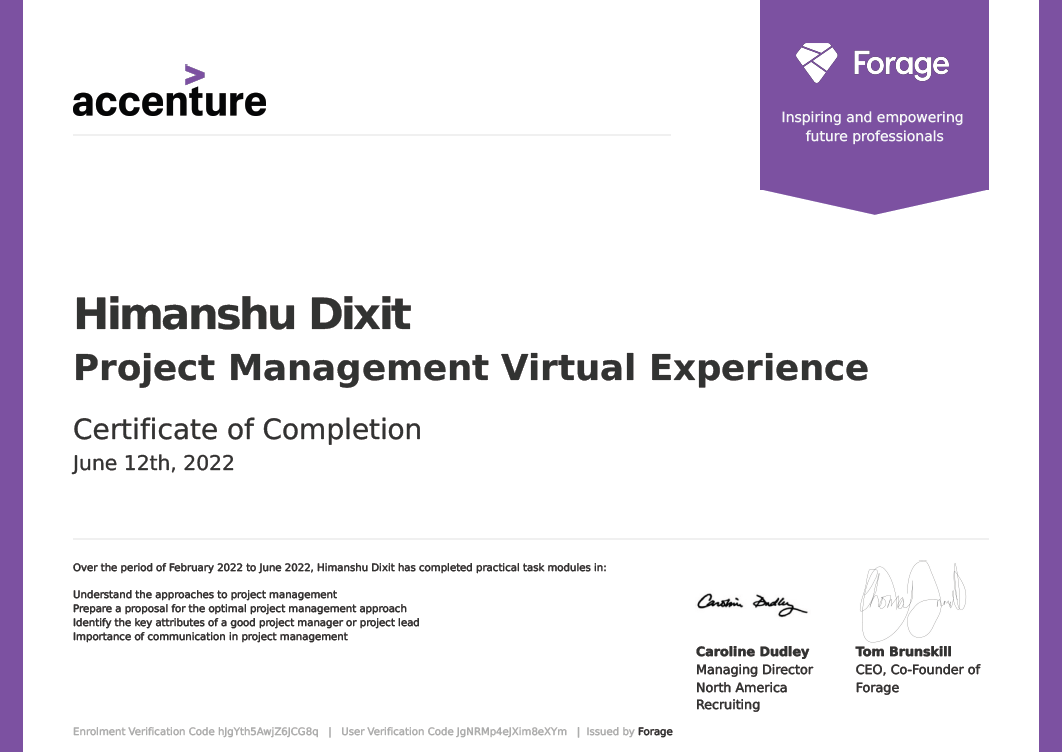 accenture
Forage
Inspiring and empowering
future professionals
Himanshu Dixit
Project Management Virtual Experience
Certificate of Completion
June 12th, 2022
Over the period of February 2022 to June 2022, Himanshu Dixit has completed practical task modules in:
Understand the approaches to project management
Prepare a proposal for the optimal project management approach
Identify the key attributes of a good project manager or project lead
Importance of communication in project management
Caroline Dudley
Caroline Dudley
Managing Director
North America
Recruiting
Tom Brunskill
CEO, Co-Founder of
Forage
Enrolment Verification Code hJgYth5AwjZ6JCG8q | User Verification Code JgNRMp4eJXim8eXYm | Issued by Forage